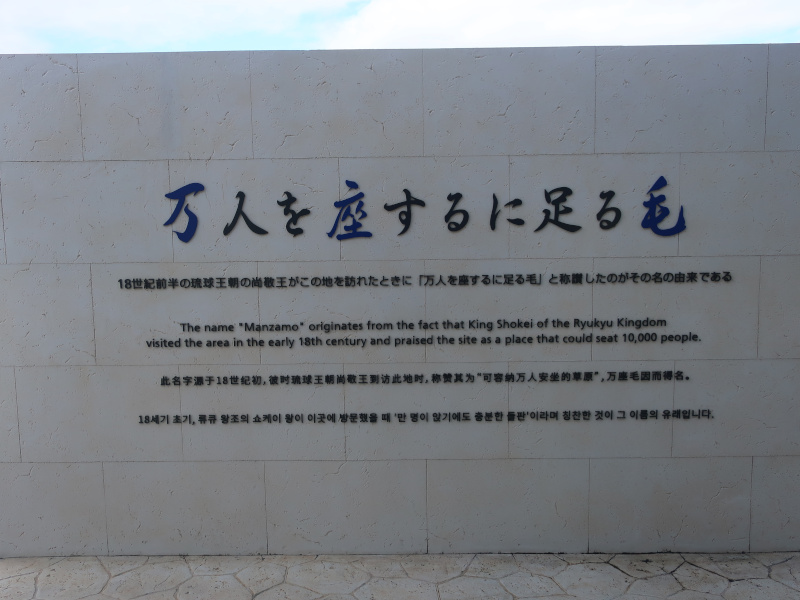 万人を座するに足る毛
18世紀前半の琉球王朝の尚敬王がこの地を訪れたときに「万人を座するに足る毛」と称讃したのがその名の由来である
The name "Manzamo" originates from the fact that King Shokei of the Ryukyu Kingdom
visited the area in the early 18th century and praised the site as a place that could seat 10,000 people.
此名字源于18世纪初,彼时琉球王朝尚敬王到访此地时,称赞其为"可容纳万人安坐的草原",万座毛因而得名。
18세기 초기, 류큐 왕조의 쇼케이 왕이 이곳에 방문했을 때 '만 명이 앉기에도 충분한 들판'이라며 칭찬한 것이 그 이름의 유래입니다.